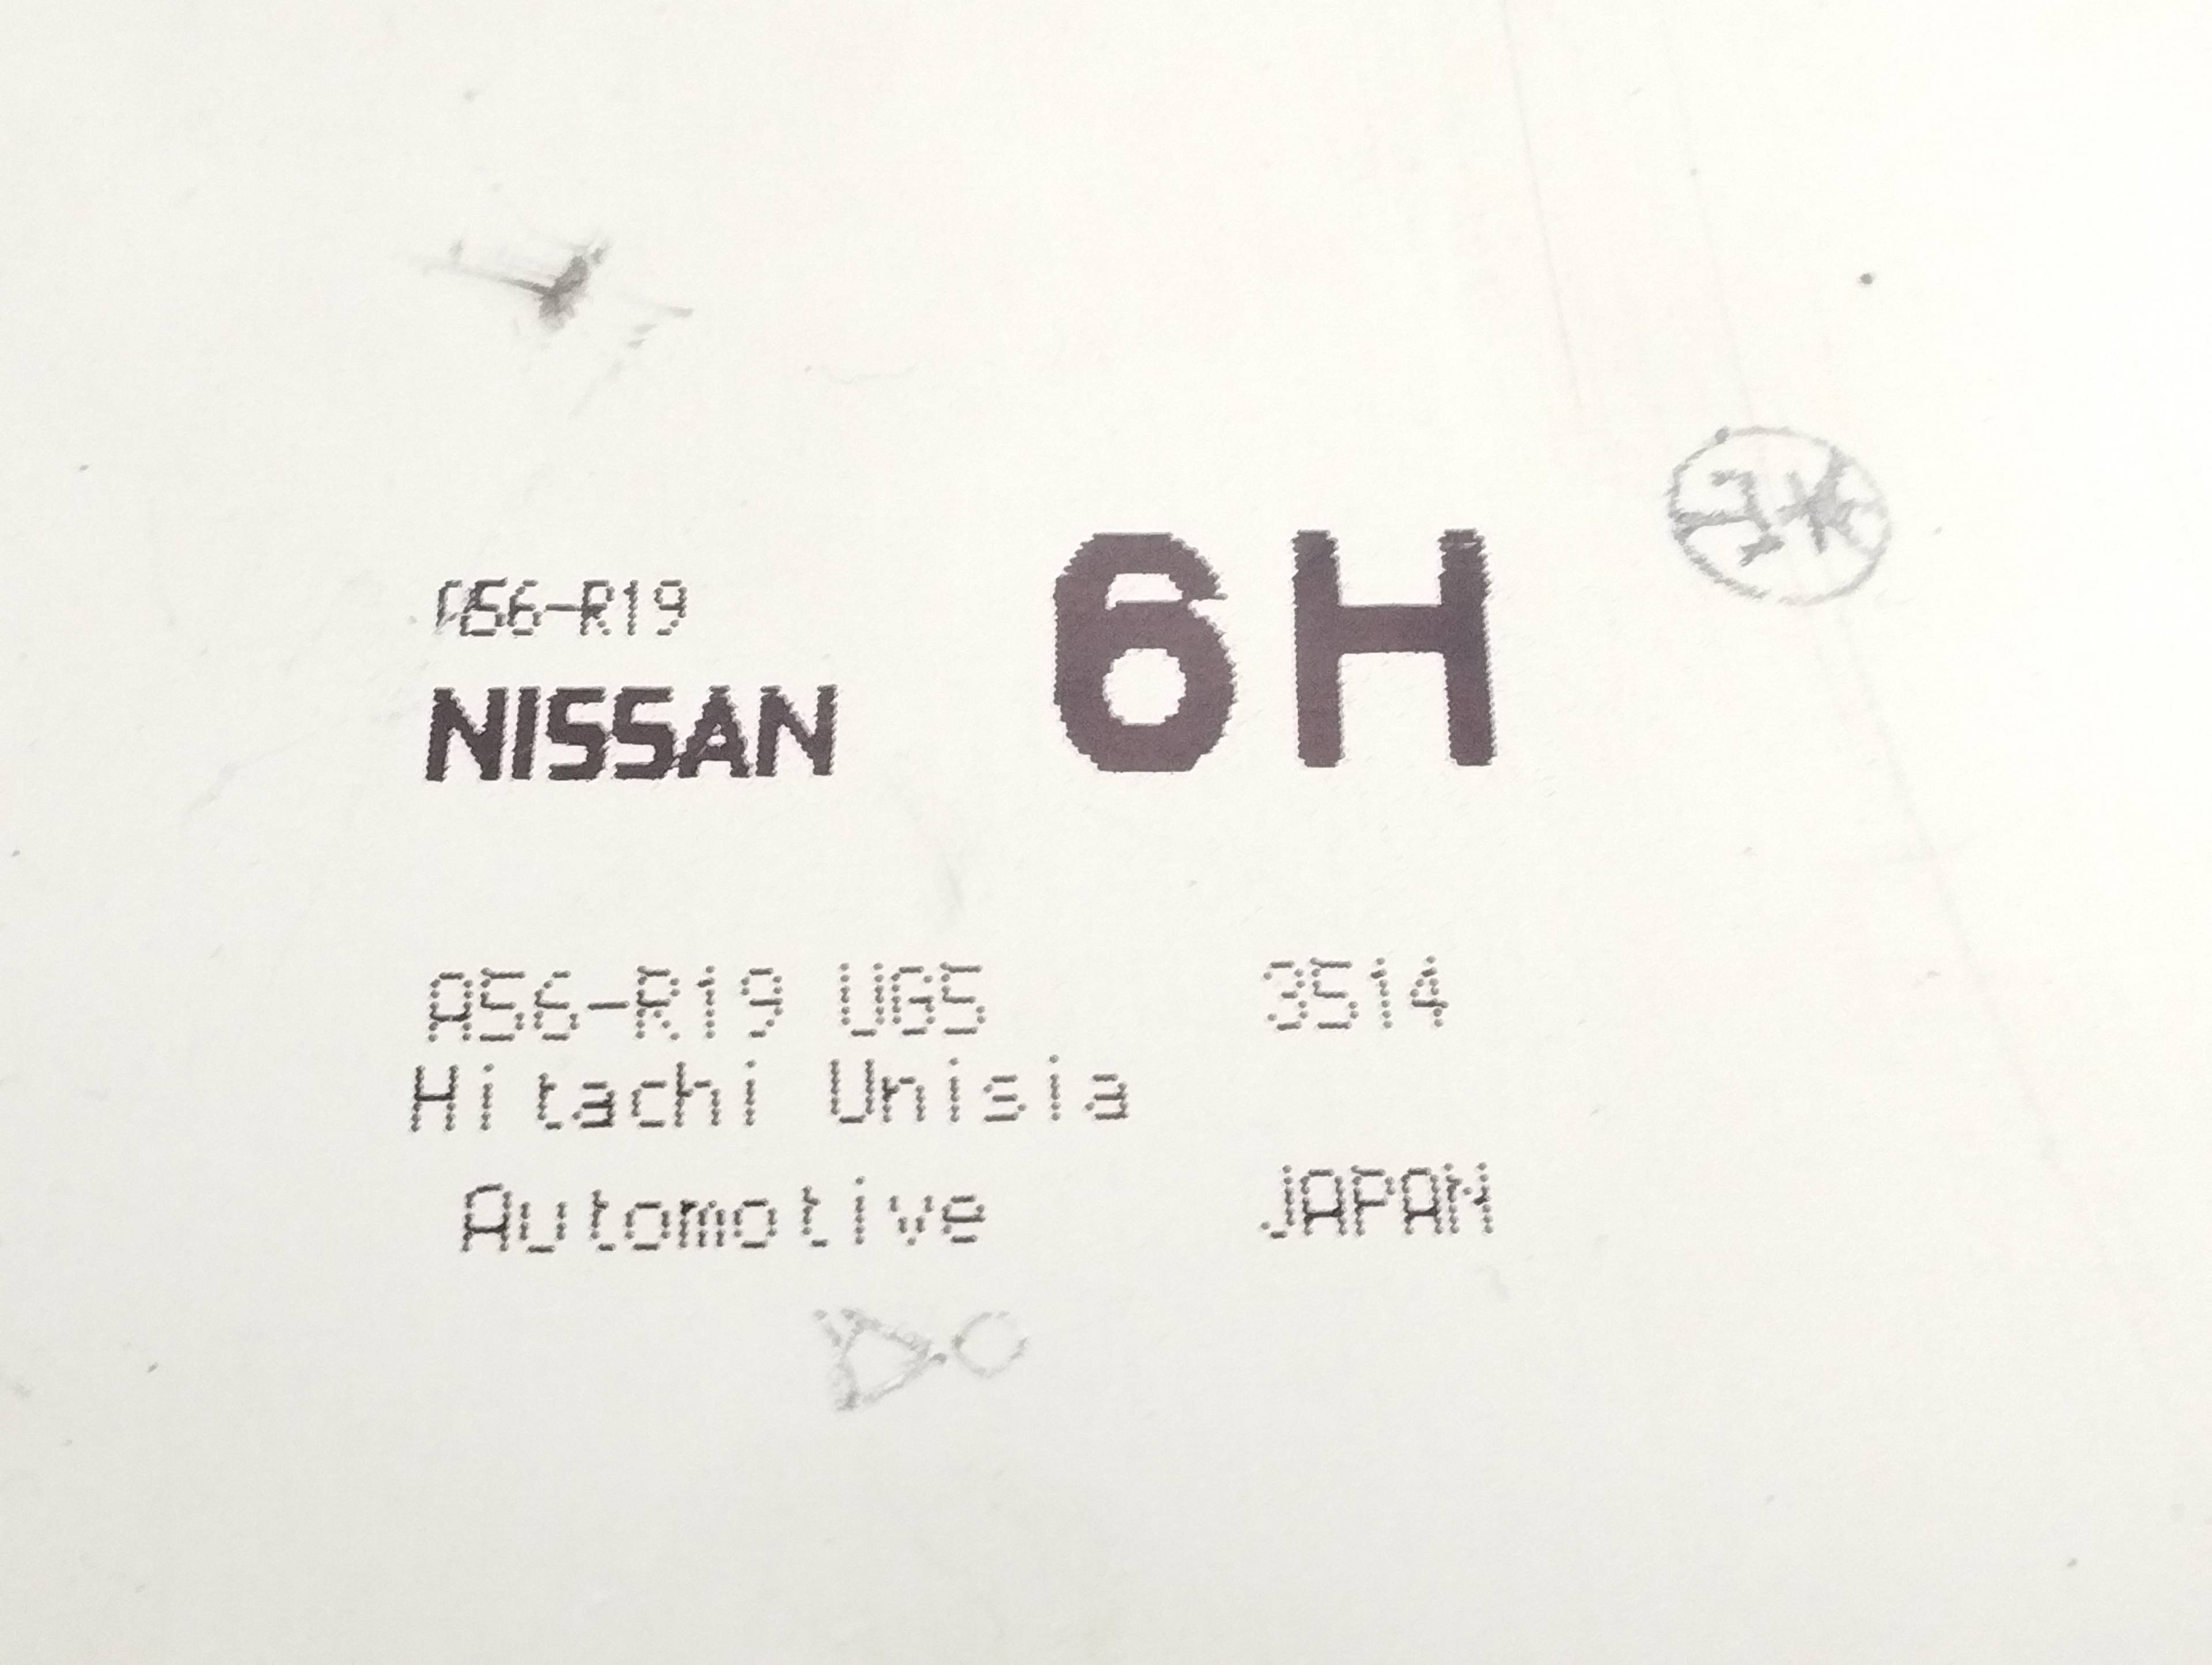 A56-R19
NISSAN 6H
A56-R19 UG5 3514
Hitachi Unisia
Automotive JAPAN